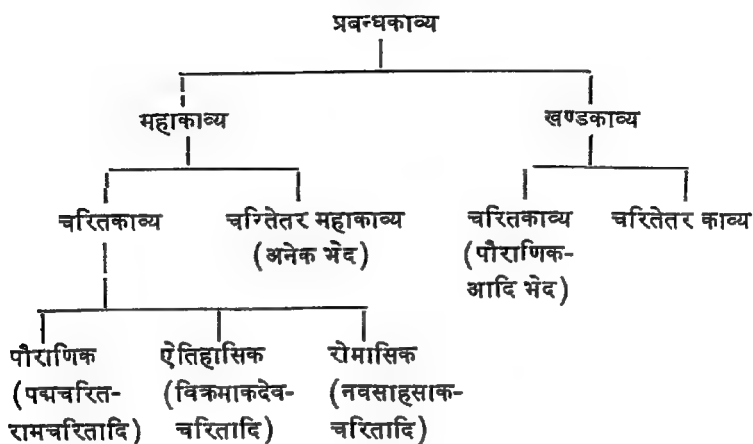 प्रबन्धकाव्य
महाकाव्य खण्डकाव्य
चरितकाव्य चरितेतर महाकाव्य चरितकाव्य चरितेतर काव्य
(अनेक भेद) (पौराणिक-
आदि भेद)
पौराणिक ऐतिहासिक रोमासिक
(पद्मचरित- (विक्रमाकदेव- (नवसाहसाक-
रामचरितादि) चरितादि) चरितादि)